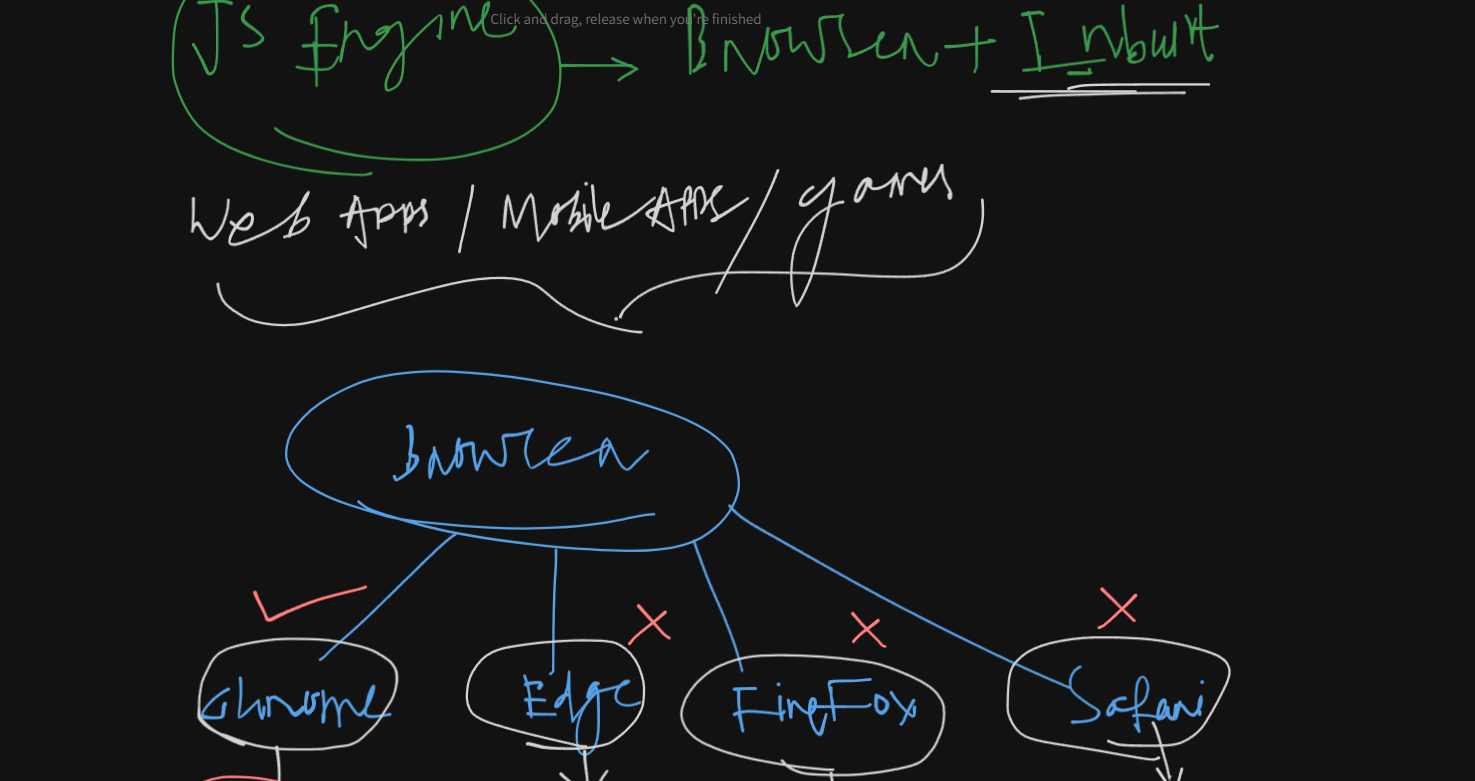 Click and drag, release when you're finished
JS Engine → Browser + Inbuilt
Web Apps / Mobile Apps / games
Browser
Chrome Edge FireFox Safari